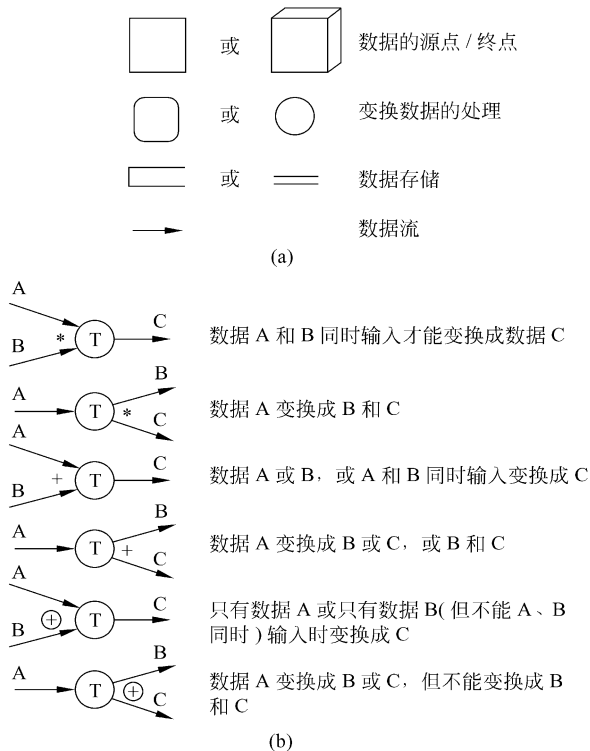 或 数据的源点 / 终点
或 变换数据的处理
或 数据存储
数据流
(a)
A
B * T C 数据 A 和 B 同时输入才能变换成数据 C
A T * B C 数据 A 变换成 B 和 C
A
B + T C 数据 A 或 B，或 A 和 B 同时输入变换成 C
A T + B C 数据 A 变换成 B 或 C，或 B 和 C
A
B ⊕ T C 只有数据 A 或只有数据 B( 但不能 A、B
同时 ) 输入时变换成 C
A T ⊕ B C 数据 A 变换成 B 或 C，但不能变换成 B
和 C
(b)